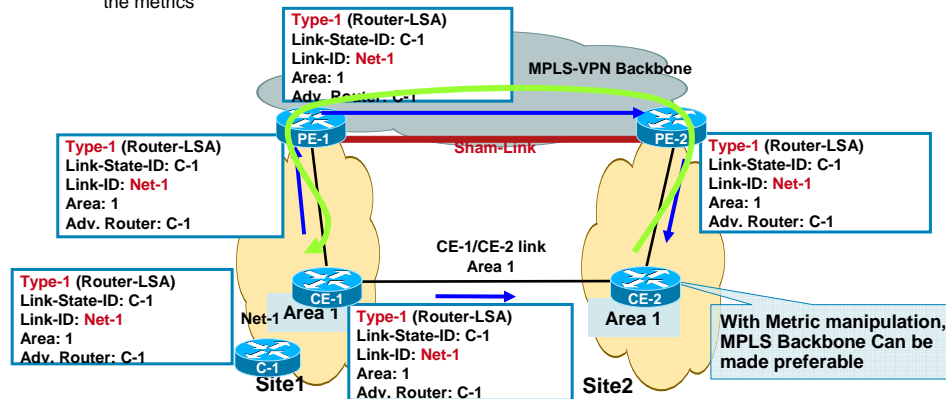 the metrics
Type-1 (Router-LSA)
Link-State-ID: C-1
Link-ID: Net-1
Area: 1
Adv. Router: C-1
MPLS-VPN Backbone
PE-1
PE-2
Sham-Link
Type-1 (Router-LSA)
Link-State-ID: C-1
Link-ID: Net-1
Area: 1
Adv. Router: C-1
Type-1 (Router-LSA)
Link-State-ID: C-1
Link-ID: Net-1
Area: 1
Adv. Router: C-1
CE-1/CE-2 link
Area 1
Type-1 (Router-LSA)
Link-State-ID: C-1
Link-ID: Net-1
Area: 1
Adv. Router: C-1
Net-1
CE-1
Area 1
C-1
Site1
Type-1 (Router-LSA)
Link-State-ID: C-1
Link-ID: Net-1
Area: 1
Adv. Router: C-1
CE-2
Area 1
Site2
With Metric manipulation,
MPLS Backbone Can be
made preferable